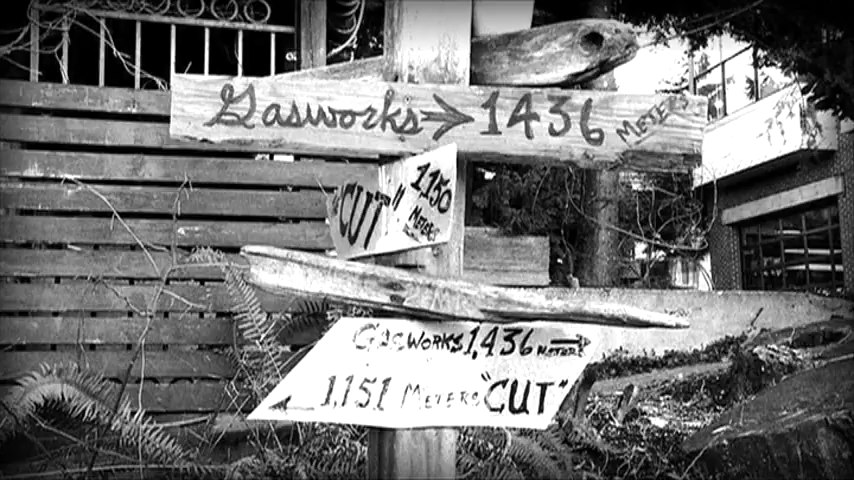 Gasworks → 1436 METERS
"CUT" 1,150
METERS
GASWORKS 1,436 METERS →
← 1,151 METERS "CUT"